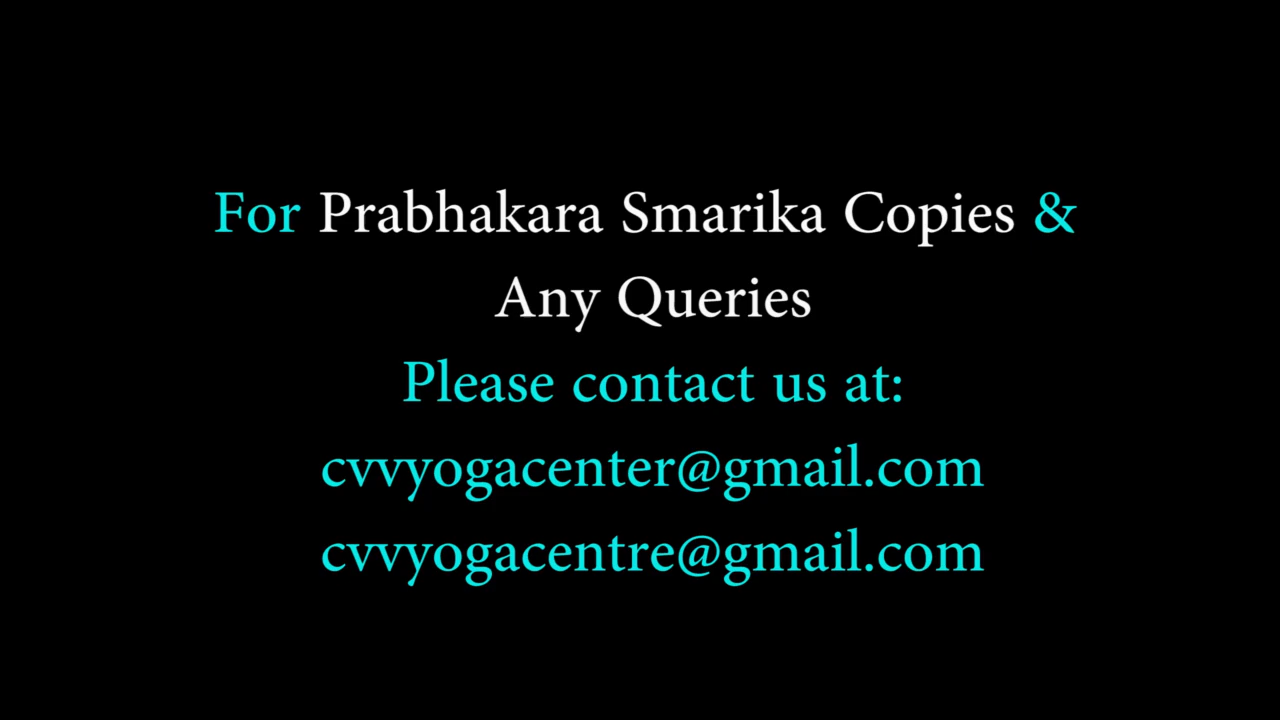 For Prabhakara Smarika Copies &
Any Queries
Please contact us at:
cvvyogacenter@gmail.com
cvvyogacentre@gmail.com